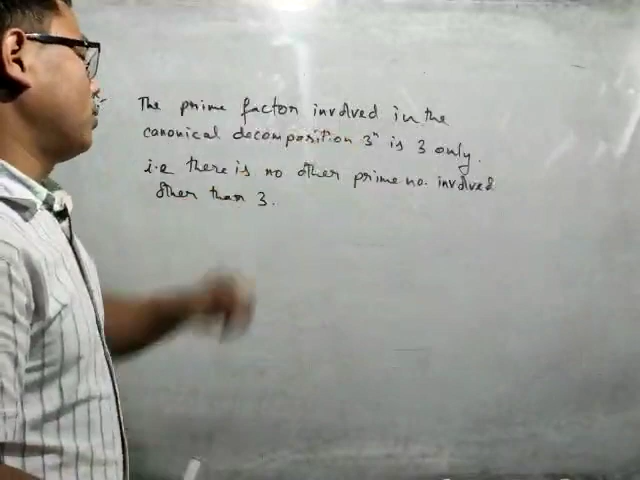 The prime factor involved in the
canonical decomposition 3ⁿ is 3 only.
i.e there is no other prime no. involved
other than 3.